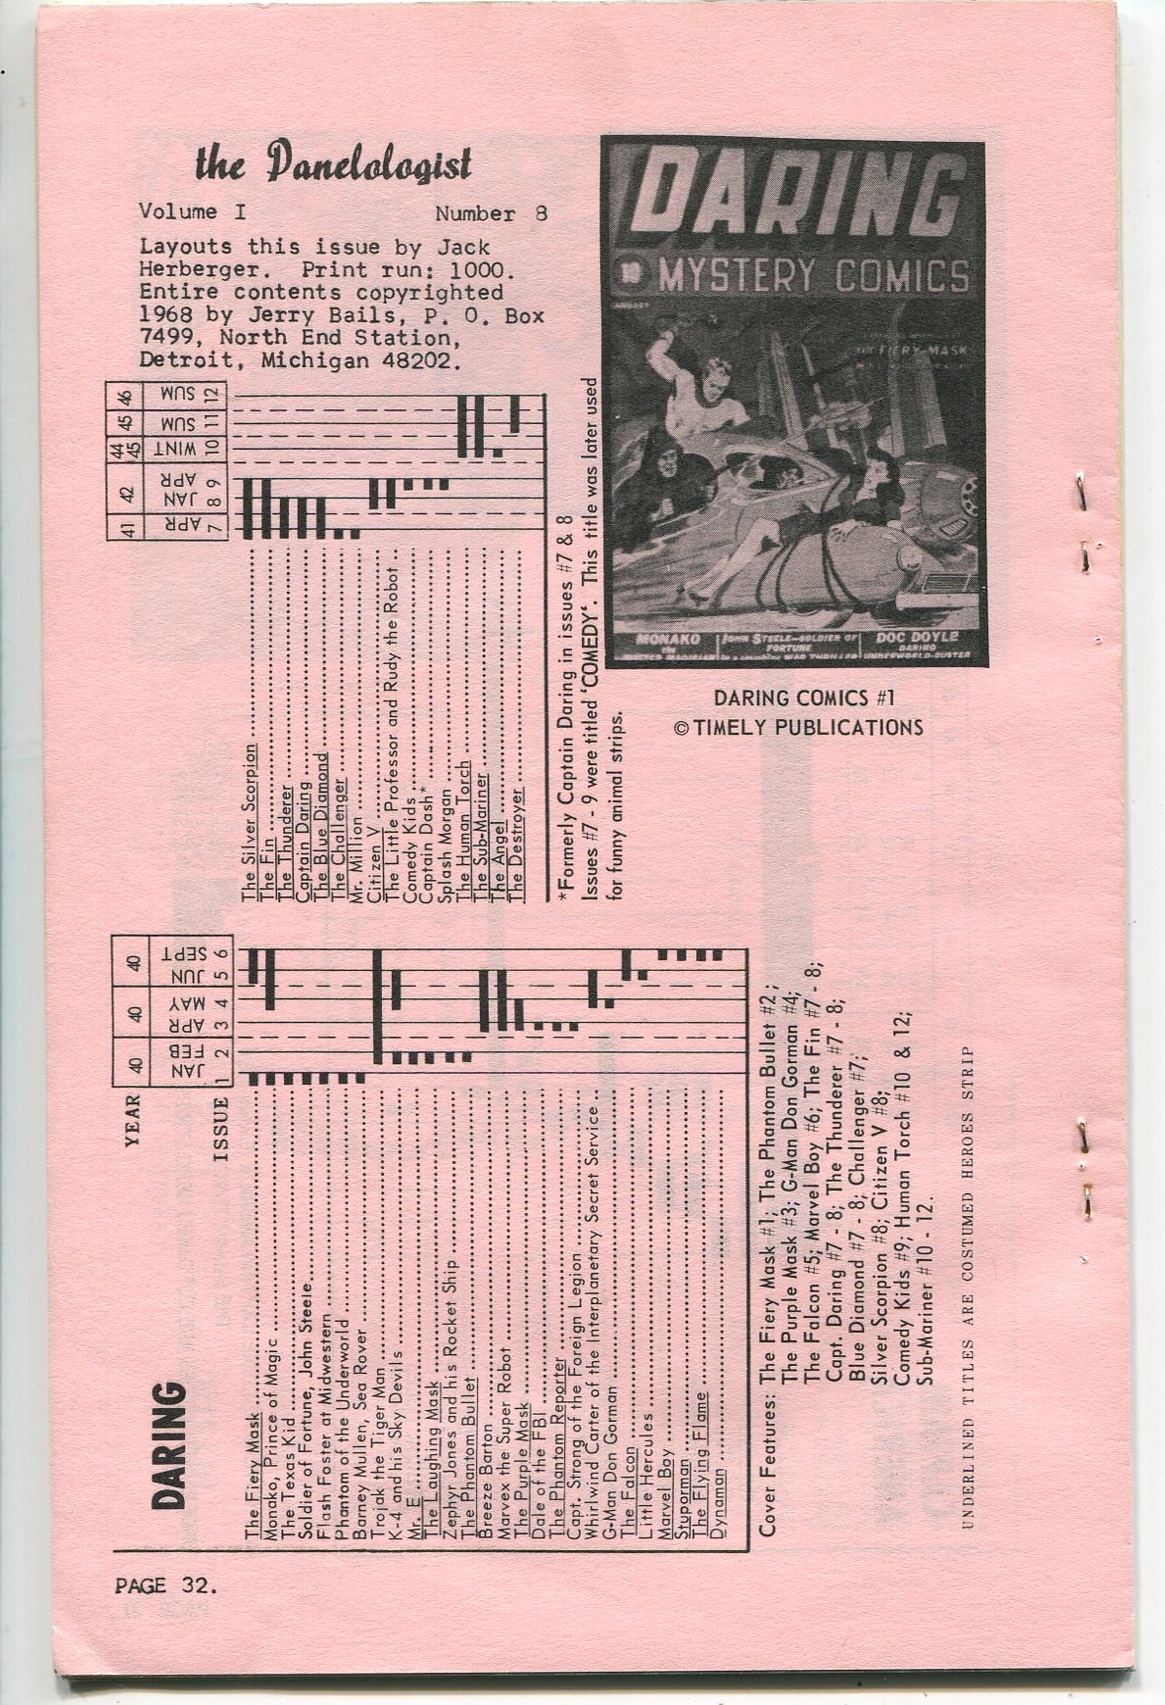 the Panelologist
Volume I Number 8
Layouts this issue by Jack
Herberger. Print run: 1000.
Entire contents copyrighted
1968 by Jerry Bails, P. O. Box
7499, North End Station,
Detroit, Michigan 48202.
DARING
10¢
MYSTERY COMICS
JANUARY
THE FIERY MASK
MONAKO
the
MASTER MAGICIAN
JOHN STEELE—SOLDIER OF
FORTUNE
in a smashing WAR THRILLER
DOC DOYLE
DARING
UNDERWORLD-BUSTER
DARING COMICS #1
© TIMELY PUBLICATIONS
DARING
YEAR
40 40 40
JAN FEB APR MAY JUN SEPT
ISSUE
1 2 3 4 5 6
The Fiery Mask
Monako, Prince of Magic
The Texas Kid
Soldier of Fortune, John Steele
Flash Foster at Midwestern
Phantom of the Underworld
Barney Mullen, Sea Rover
Trojak the Tiger Man
K-4 and his Sky Devils
Mr. E
The Laughing Mask
Zephyr Jones and his Rocket Ship
The Phantom Bullet
Breeze Barton
Marvex the Super Robot
The Purple Mask
Dale of the FBI
The Phantom Reporter
Capt. Strong of the Foreign Legion
Whirlwind Carter of the Interplanetary Secret Service
G-Man Don Gorman
The Falcon
Little Hercules
Marvel Boy
Stuporman
The Flying Flame
Dynaman
41 42 44 45 45 46
APR JAN APR WINT SUM SUM
7 8 9 10 11 12
The Silver Scorpion
The Fin
The Thunderer
Captain Daring
The Blue Diamond
The Challenger
Mr. Million
Citizen V
The Little Professor and Rudy the Robot
Comedy Kids
Captain Dash*
Splash Morgan
The Human Torch
The Sub-Mariner
The Angel
The Destroyer
*Formerly Captain Daring in issues #7 & 8
Issues #7 - 9 were titled 'COMEDY'. This title was later used
for funny animal strips.
Cover Features: The Fiery Mask #1; The Phantom Bullet #2;
The Purple Mask #3; G-Man Don Gorman #4;
The Falcon #5; Marvel Boy #6; The Fin #7 - 8;
Capt. Daring #7 - 8; The Thunderer #7 - 8;
Blue Diamond #7 - 8; Challenger #7;
Silver Scorpion #8; Citizen V #8;
Comedy Kids #9; Human Torch #10 & 12;
Sub-Mariner #10 - 12.
UNDERLINED TITLES ARE COSTUMED HEROES STRIP
PAGE 32.